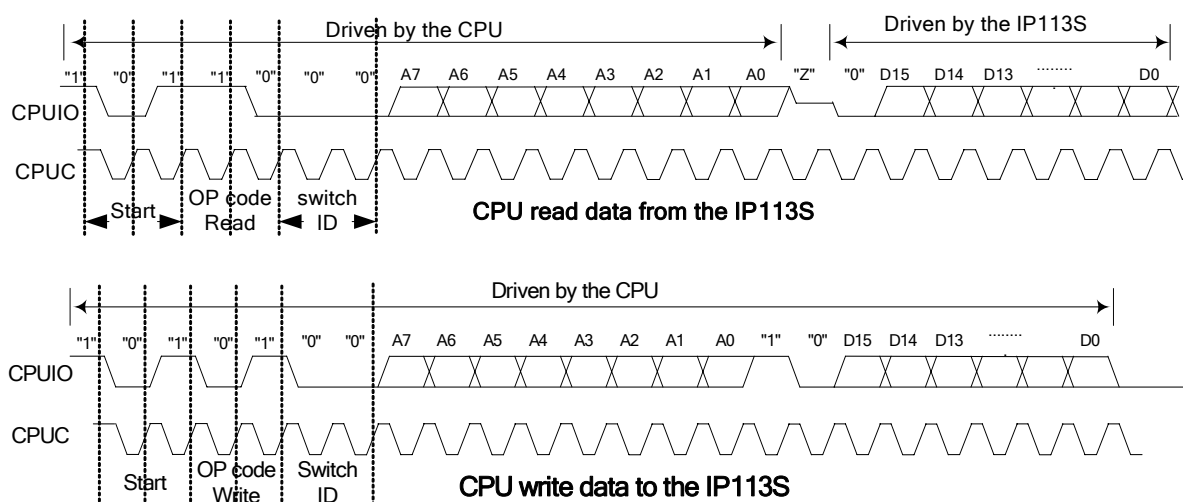 Driven by the CPU Driven by the IP113S
"1" "0" "1" "1" "0" "0" "0" A7 A6 A5 A4 A3 A2 A1 A0 "Z" "0" D15 D14 D13 ........ D0
CPUIO
CPUC
Start OP code Read switch ID
CPU read data from the IP113S
Driven by the CPU
"1" "0" "1" "0" "1" "0" "0" A7 A6 A5 A4 A3 A2 A1 A0 "1" "0" D15 D14 D13 ........ D0
CPUIO
CPUC
Start OP code Write Switch ID
CPU write data to the IP113S